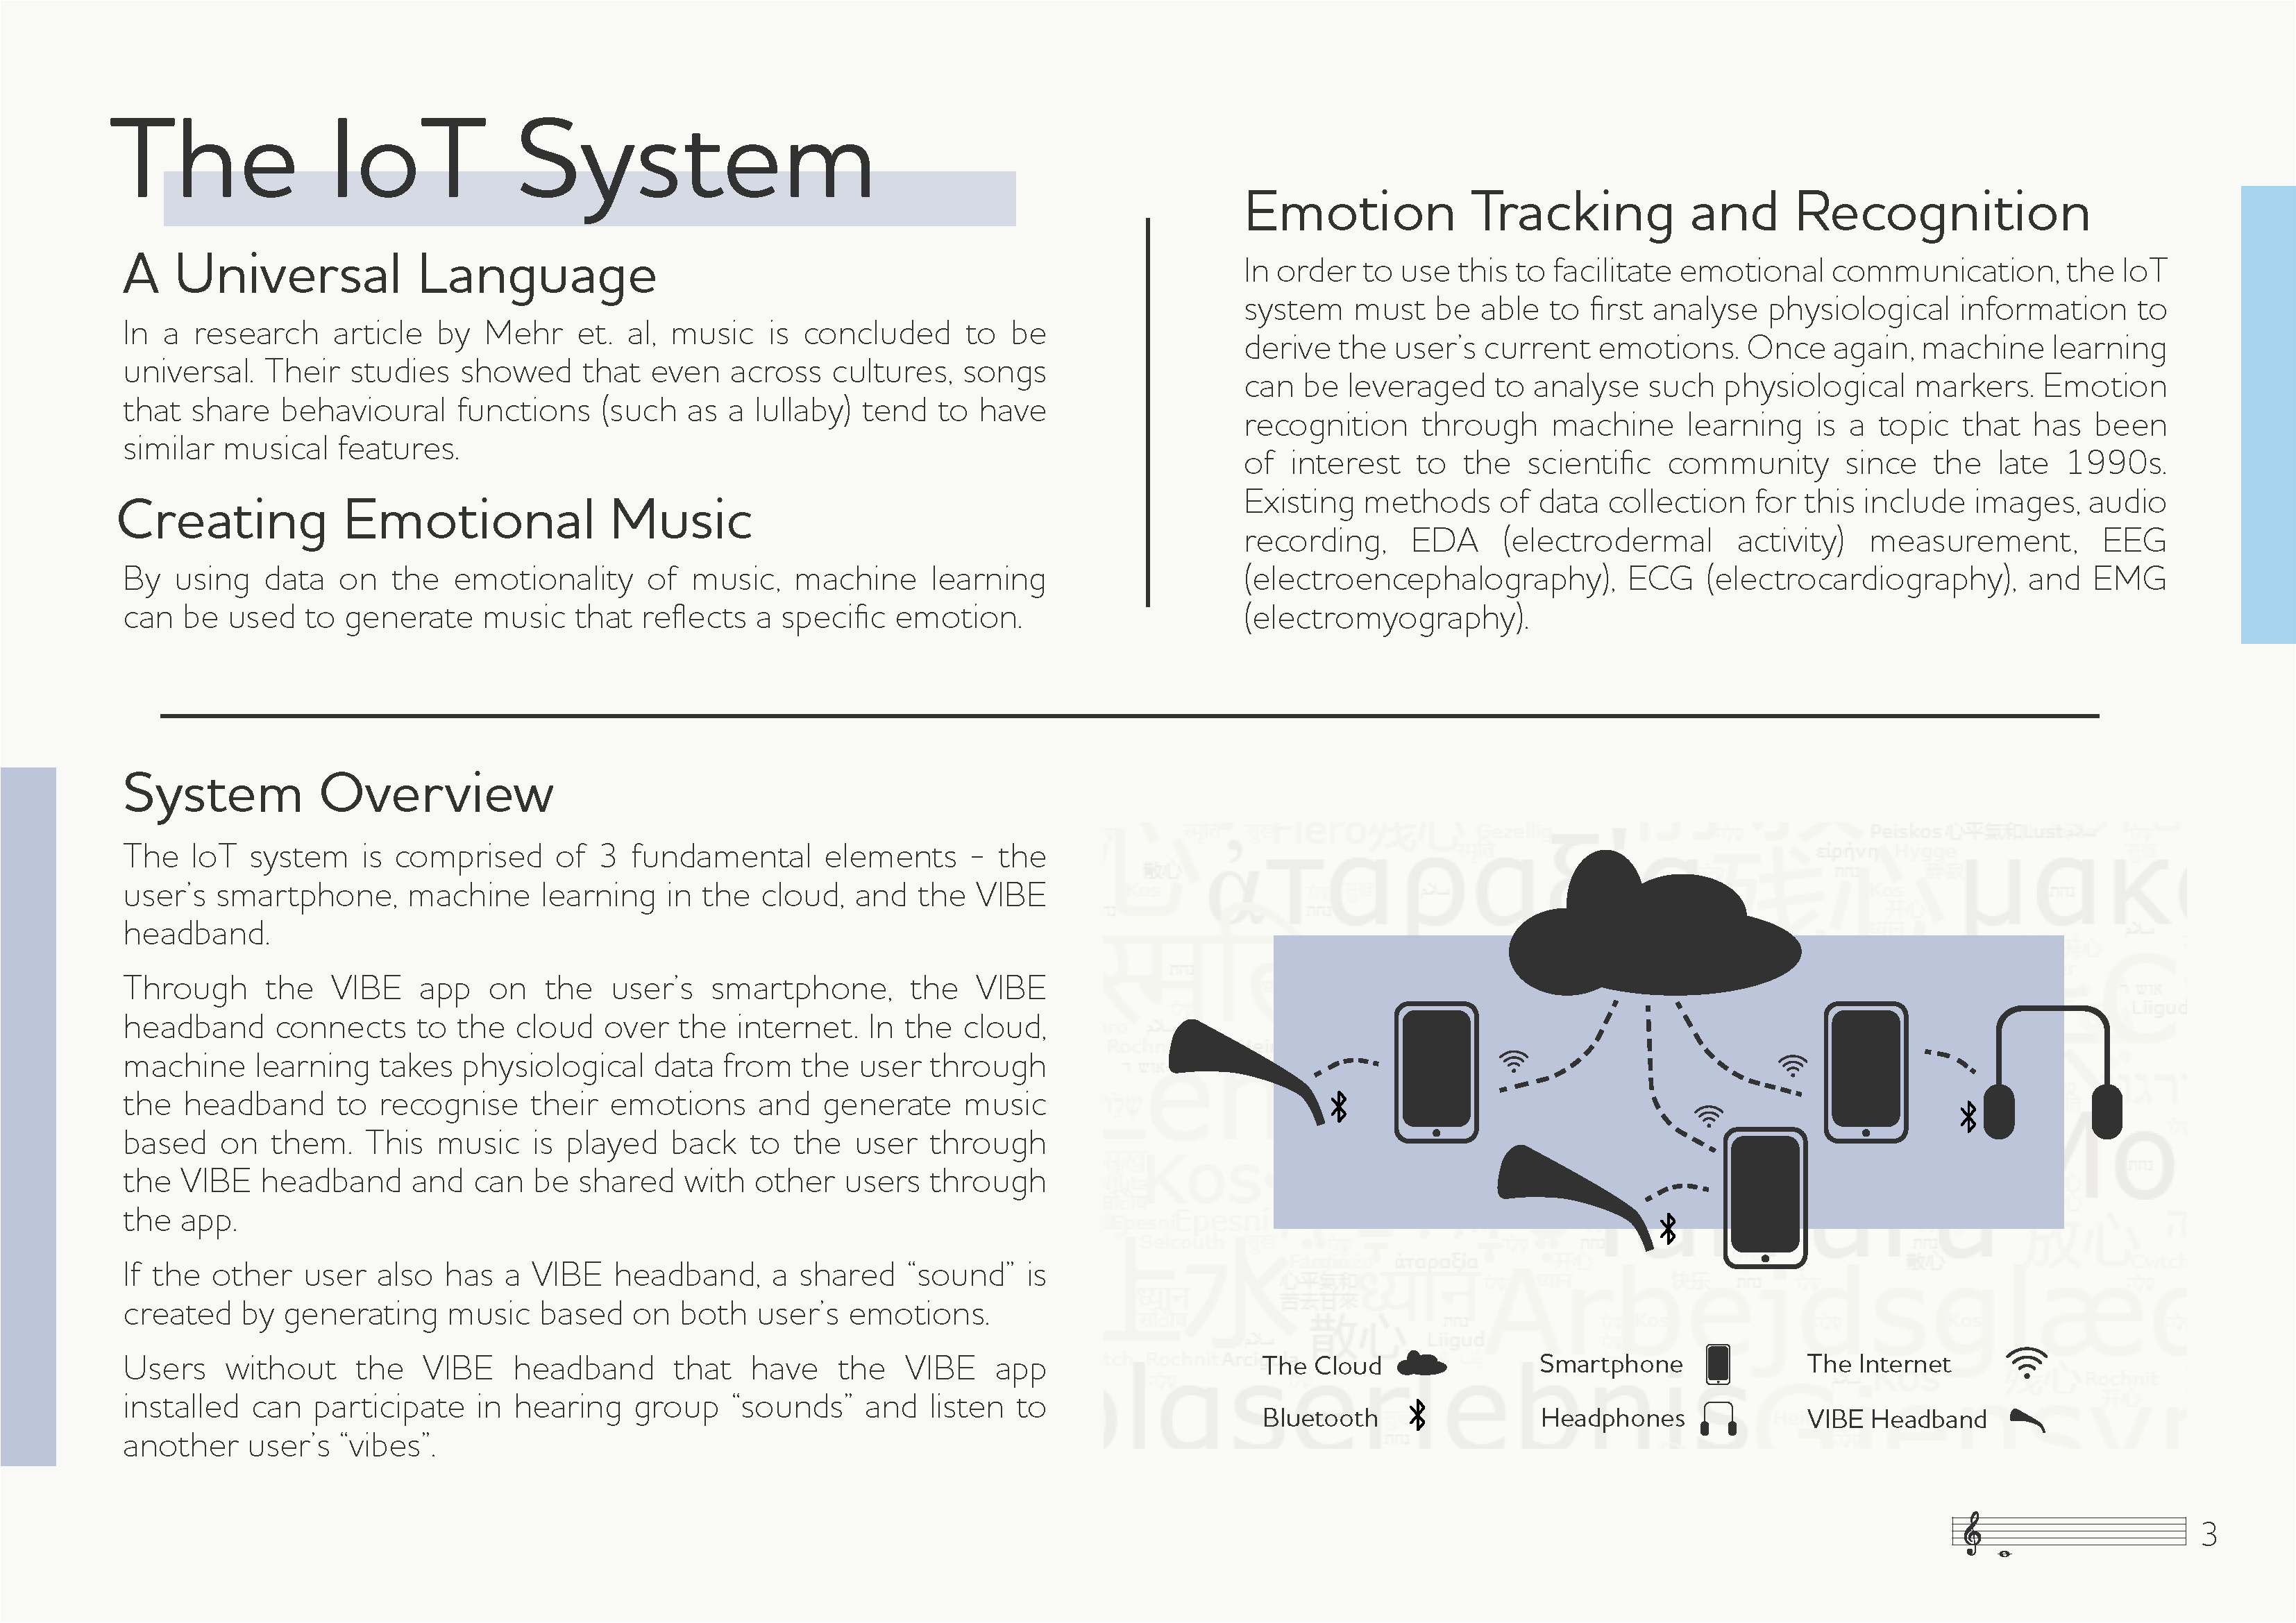 The IoT System
A Universal Language
In a research article by Mehr et. al, music is concluded to be
universal. Their studies showed that even across cultures, songs
that share behavioural functions (such as a lullaby) tend to have
similar musical features.
Creating Emotional Music
By using data on the emotionality of music, machine learning
can be used to generate music that reflects a specific emotion.
Emotion Tracking and Recognition
In order to use this to facilitate emotional communication, the IoT
system must be able to first analyse physiological information to
derive the user's current emotions. Once again, machine learning
can be leveraged to analyse such physiological markers. Emotion
recognition through machine learning is a topic that has been
of interest to the scientific community since the late 1990s.
Existing methods of data collection for this include images, audio
recording, EDA (electrodermal activity) measurement, EEG
(electroencephalography), ECG (electrocardiography), and EMG
(electromyography).
System Overview
The IoT system is comprised of 3 fundamental elements - the
user's smartphone, machine learning in the cloud, and the VIBE
headband.
Through the VIBE app on the user's smartphone, the VIBE
headband connects to the cloud over the internet. In the cloud,
machine learning takes physiological data from the user through
the headband to recognise their emotions and generate music
based on them. This music is played back to the user through
the VIBE headband and can be shared with other users through
the app.
If the other user also has a VIBE headband, a shared “sound” is
created by generating music based on both user's emotions.
Users without the VIBE headband that have the VIBE app
installed can participate in hearing group “sounds” and listen to
another user's “vibes”.
The Cloud
Smartphone
The Internet
Bluetooth
Headphones
VIBE Headband
3